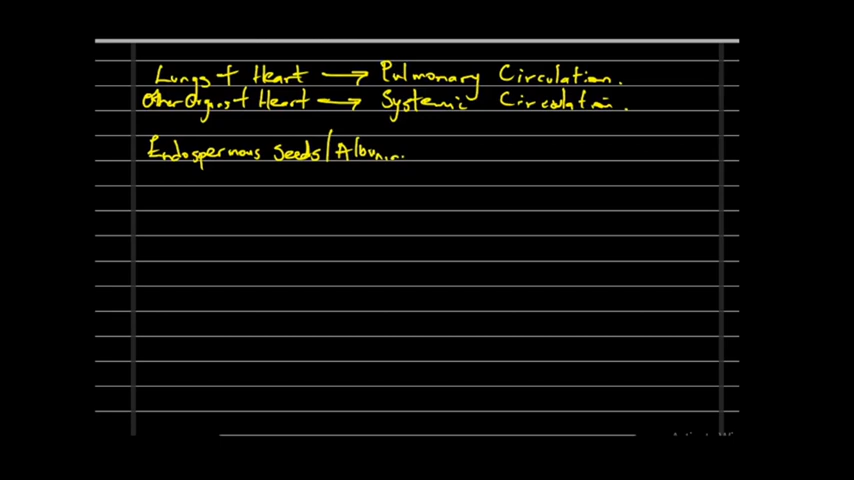 Lungs + Heart → Pulmonary Circulation.
Other Organs + Heart → Systemic Circulation.
Endospermous seeds/Albumin.